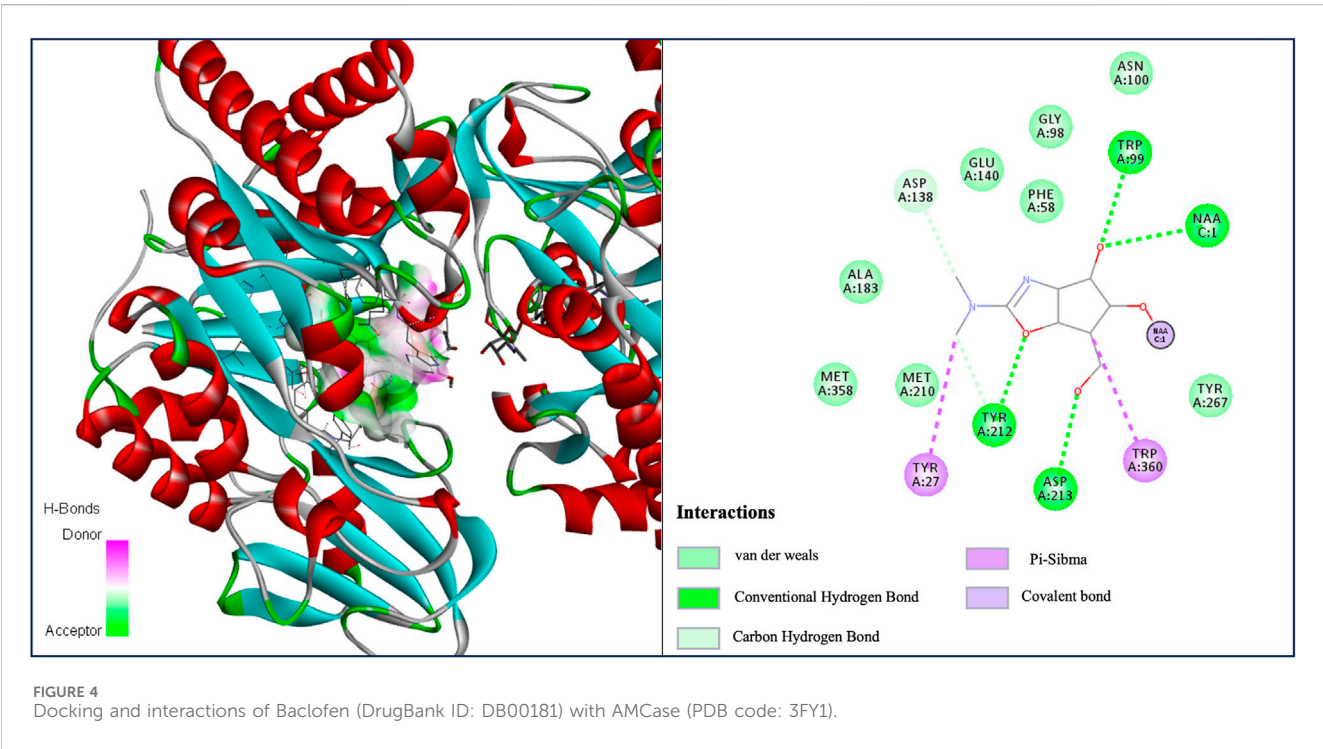 H-Bonds
Donor
Acceptor
ASN
A:100
GLY
A:98
TRP
A:99
GLU
A:140
ASP
A:138
PHE
A:58
NAA
C:1
ALA
A:183
N
N
O
O
O
O
NAA
C:1
MET
A:358
MET
A:210
TYR
A:267
TYR
A:212
TYR
A:27
ASP
A:213
TRP
A:360
Interactions
van der weals
Pi-Sibma
Conventional Hydrogen Bond
Covalent bond
Carbon Hydrogen Bond
FIGURE 4
Docking and interactions of Baclofen (DrugBank ID: DB00181) with AMCase (PDB code: 3FY1).